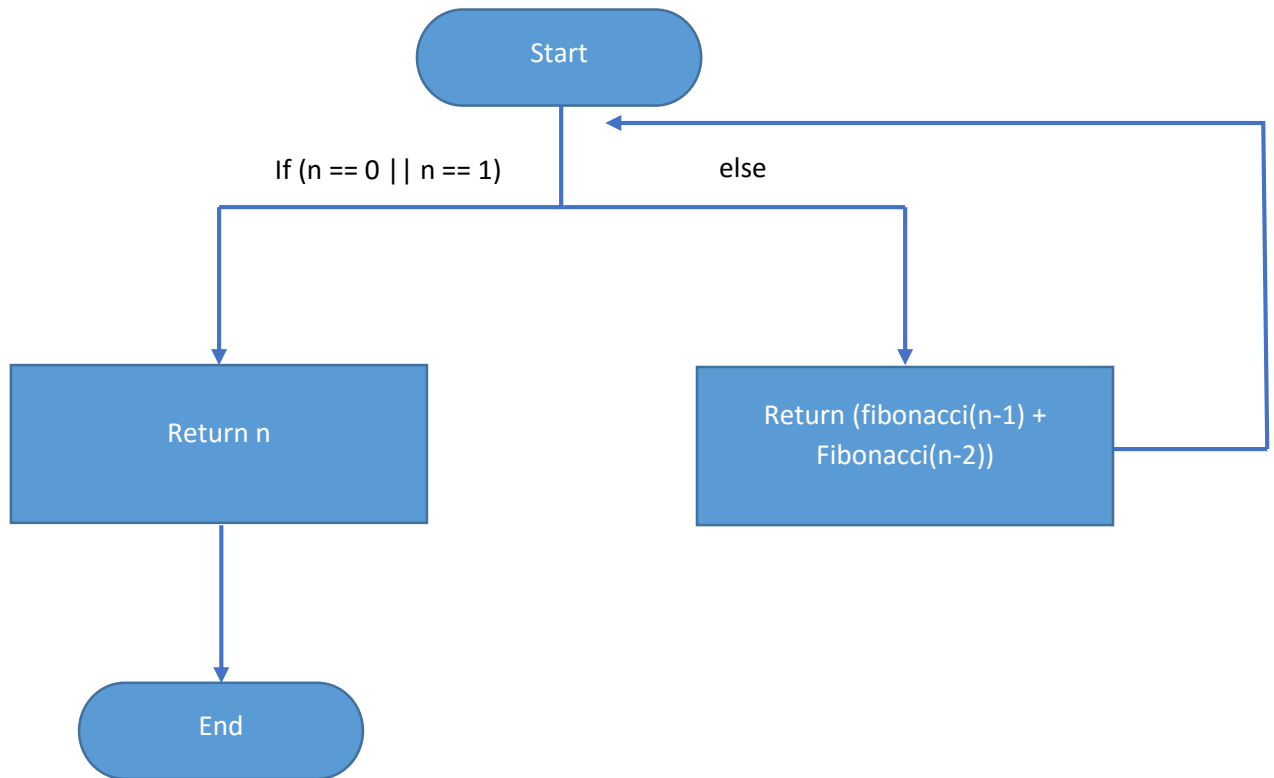 Start
If (n == 0 || n == 1)
else
Return n
Return (fibonacci(n-1) +
Fibonacci(n-2))
End